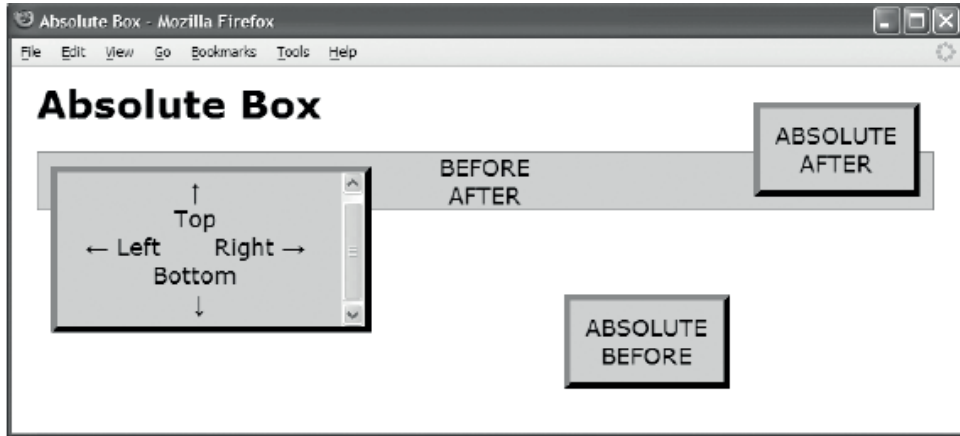 Absolute Box - Mozilla Firefox
File Edit View Go Bookmarks Tools Help
Absolute Box
ABSOLUTE
AFTER
BEFORE
AFTER
↑
Top
← Left Right →
Bottom
↓
ABSOLUTE
BEFORE